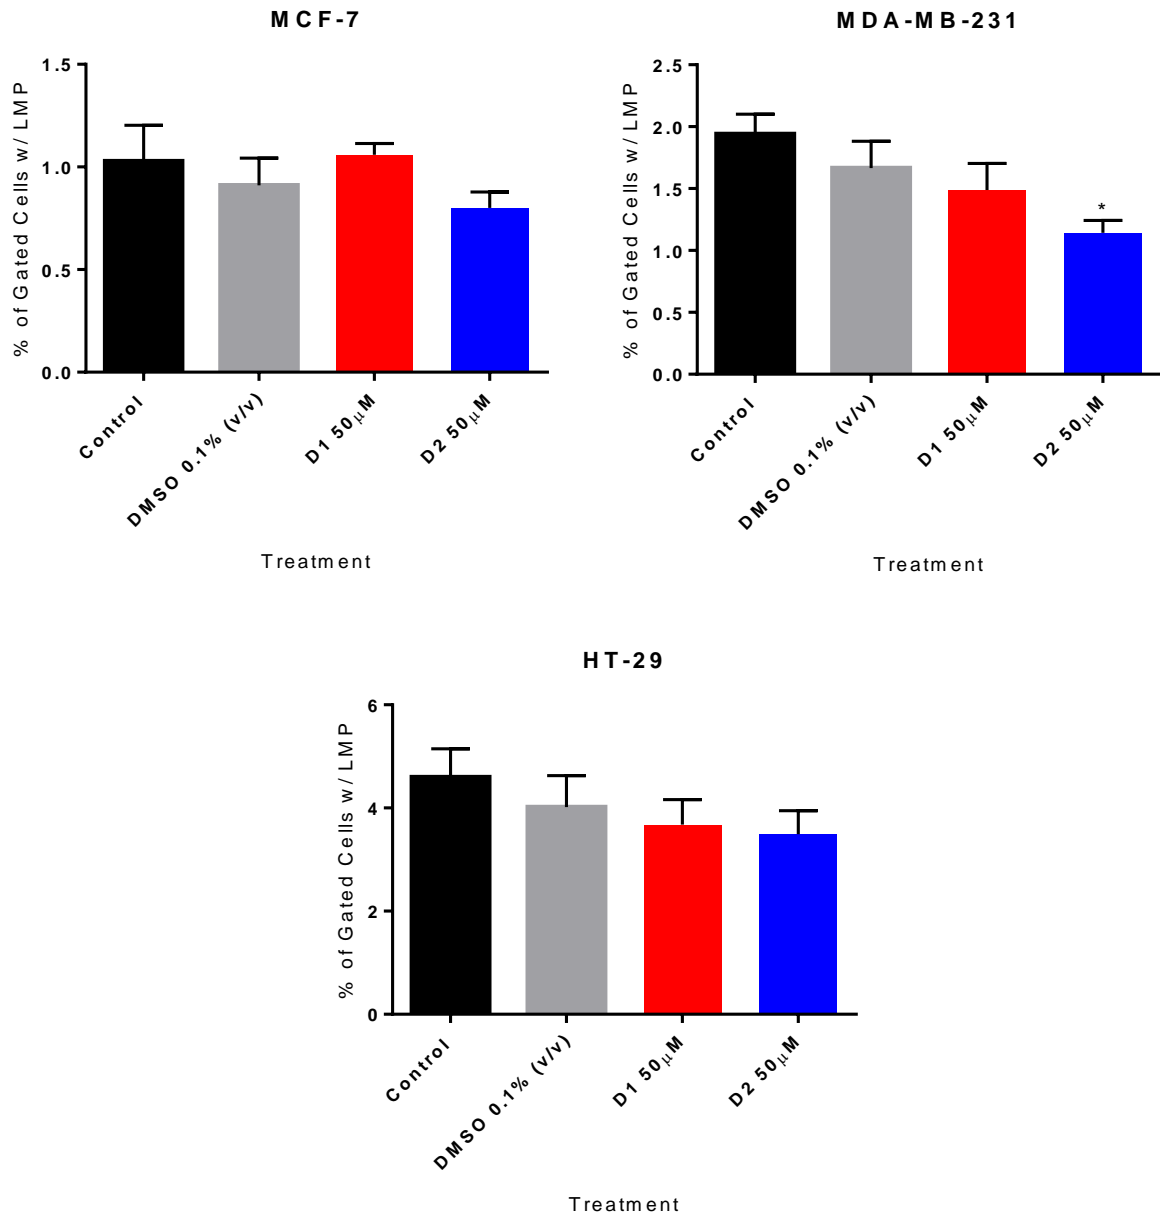 MCF-7
% of Gated Cells w/ LMP
1.5
1.0
0.5
0.0
Control
DMSO 0.1% (v/v)
D1 50μM
D2 50μM
Treatment
MDA-MB-231
% of Gated Cells w/ LMP
2.5
2.0
1.5
1.0
0.5
0.0
*
Control
DMSO 0.1% (v/v)
D1 50μM
D2 50μM
Treatment
HT-29
% of Gated Cells w/ LMP
6
4
2
0
Control
DMSO 0.1% (v/v)
D1 50μM
D2 50μM
Treatment